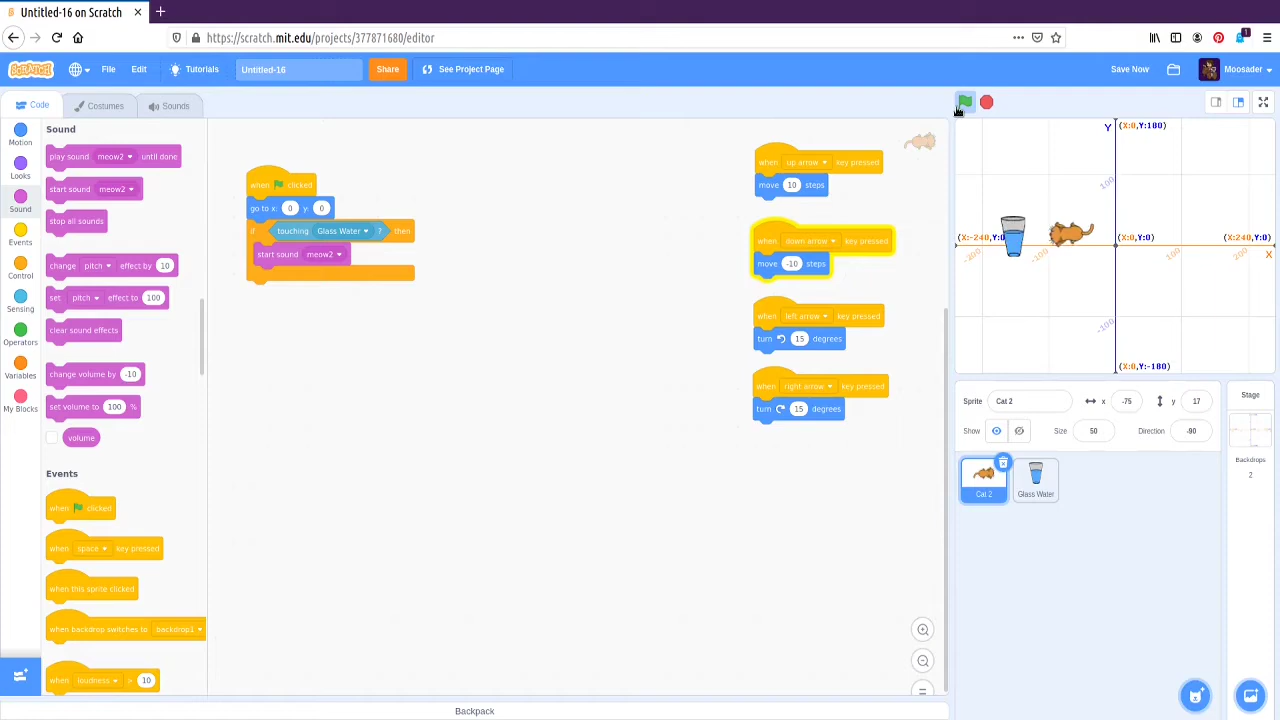 Untitled-16 on Scratch
https://scratch.mit.edu/projects/377871680/editor
1
SCRATCH
File
Edit
Tutorials
Untitled-16
Share
See Project Page
Save Now
Moosader
Code
Costumes
Sounds
Motion
Looks
Sound
Events
Control
Sensing
Operators
Variables
My Blocks
Sound
play sound meow2 until done
start sound meow2
stop all sounds
change pitch effect by 10
set pitch effect to 100
clear sound effects
change volume by -10
set volume to 100 %
volume
Events
when clicked
when space key pressed
when this sprite clicked
when backdrop switches to backdrop1
when loudness > 10
when clicked
go to x: 0 y: 0
if touching Glass Water ? then
start sound meow2
when up arrow key pressed
move 10 steps
when down arrow key pressed
move -10 steps
when left arrow key pressed
turn 15 degrees
when right arrow key pressed
turn 15 degrees
Y (X:0,Y:180)
100
(X:-240,Y:0
(X:0,Y:0)
(X:240,Y:0)
X
-200 -100 100 200
-100
(X:0,Y:-180)
Sprite Cat 2 x -75 y 17
Show Size 50 Direction -90
Cat 2
Glass Water
Stage
Backdrops
2
Backpack